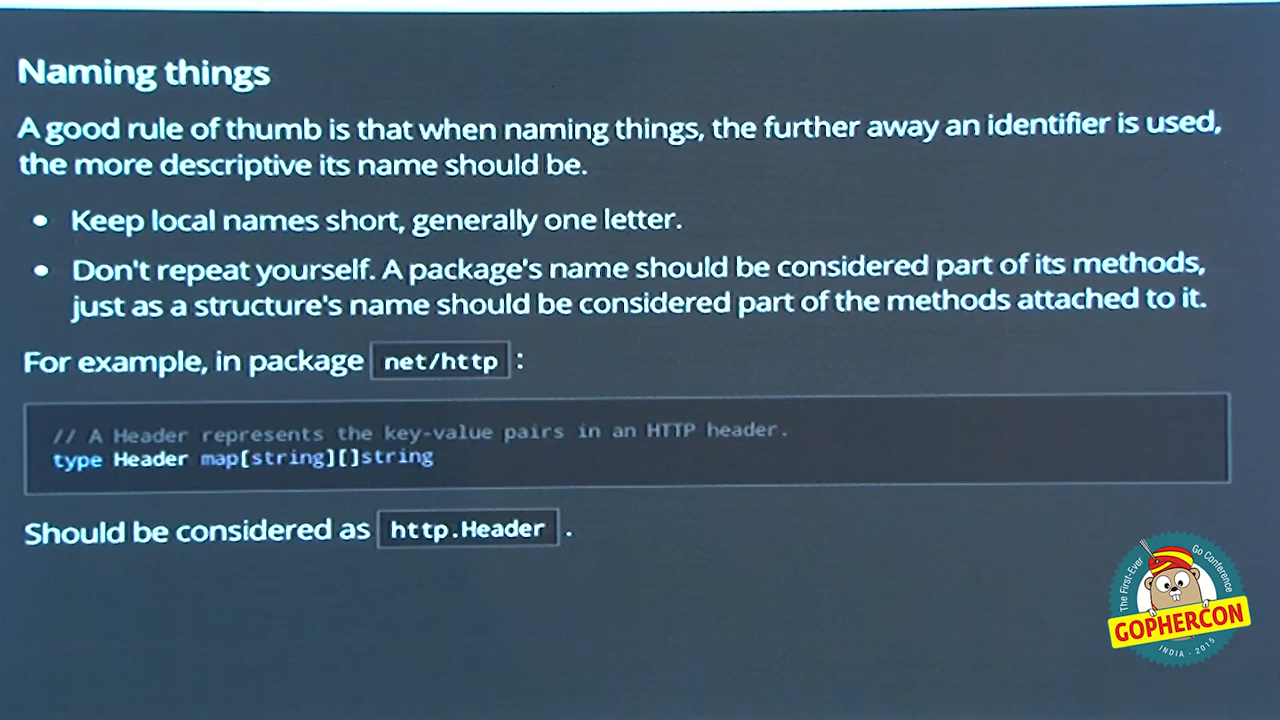 Naming things
A good rule of thumb is that when naming things, the further away an identifier is used,
the more descriptive its name should be.
• Keep local names short, generally one letter.
• Don't repeat yourself. A package's name should be considered part of its methods,
just as a structure's name should be considered part of the methods attached to it.
For example, in package net/http :
// A Header represents the key-value pairs in an HTTP header.
type Header map[string][]string
Should be considered as http.Header .
The First-Ever Go Conference
GOPHERCON
INDIA - 2015